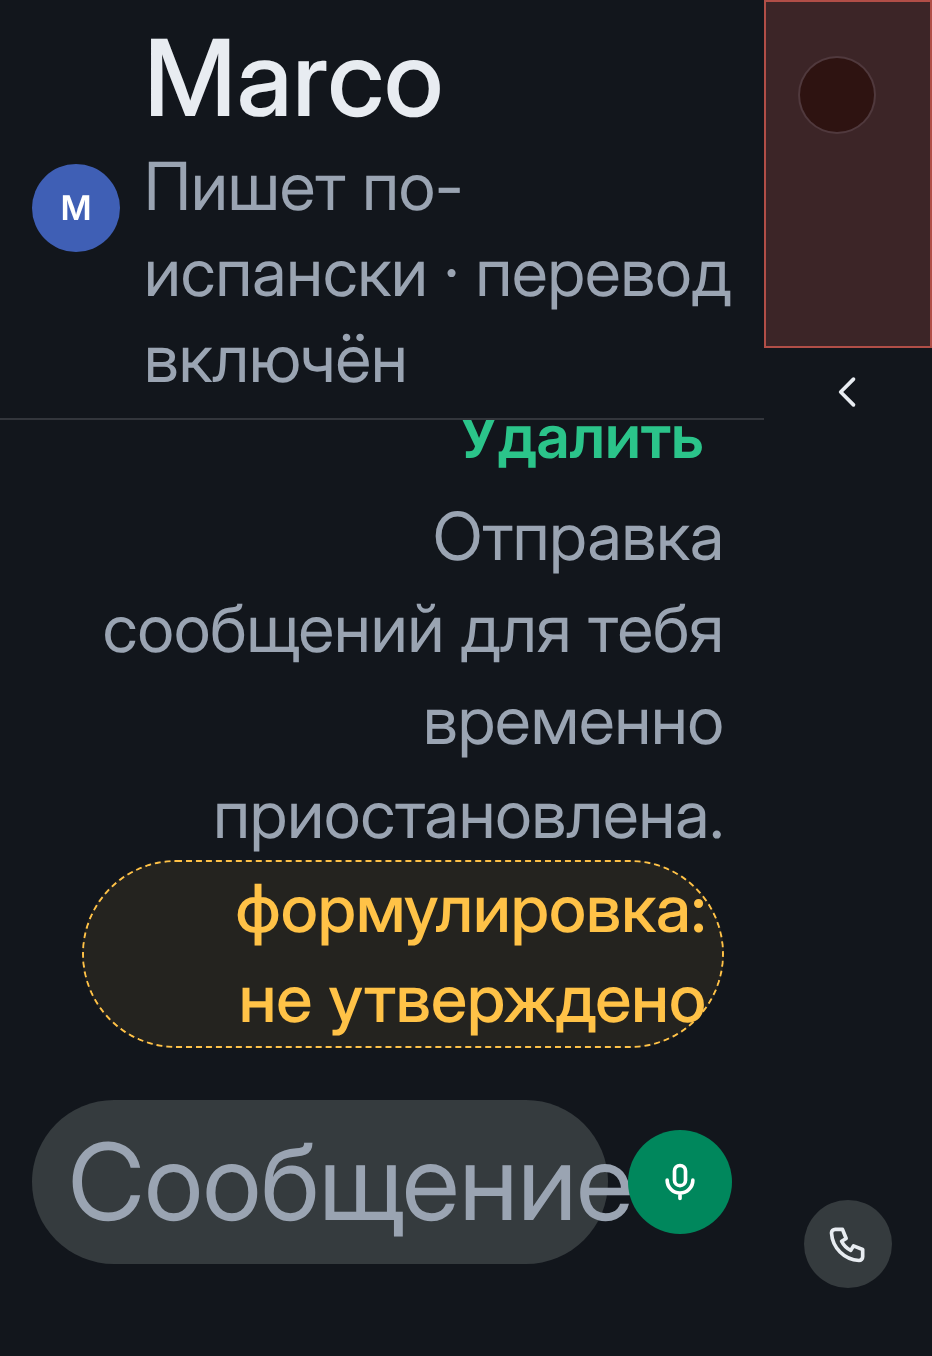 Marco
М
Пишет по-
испански · перевод
включён
Удалить
Отправка
сообщений для тебя
временно
приостановлена.
формулировка:
не утверждено
Сообщение